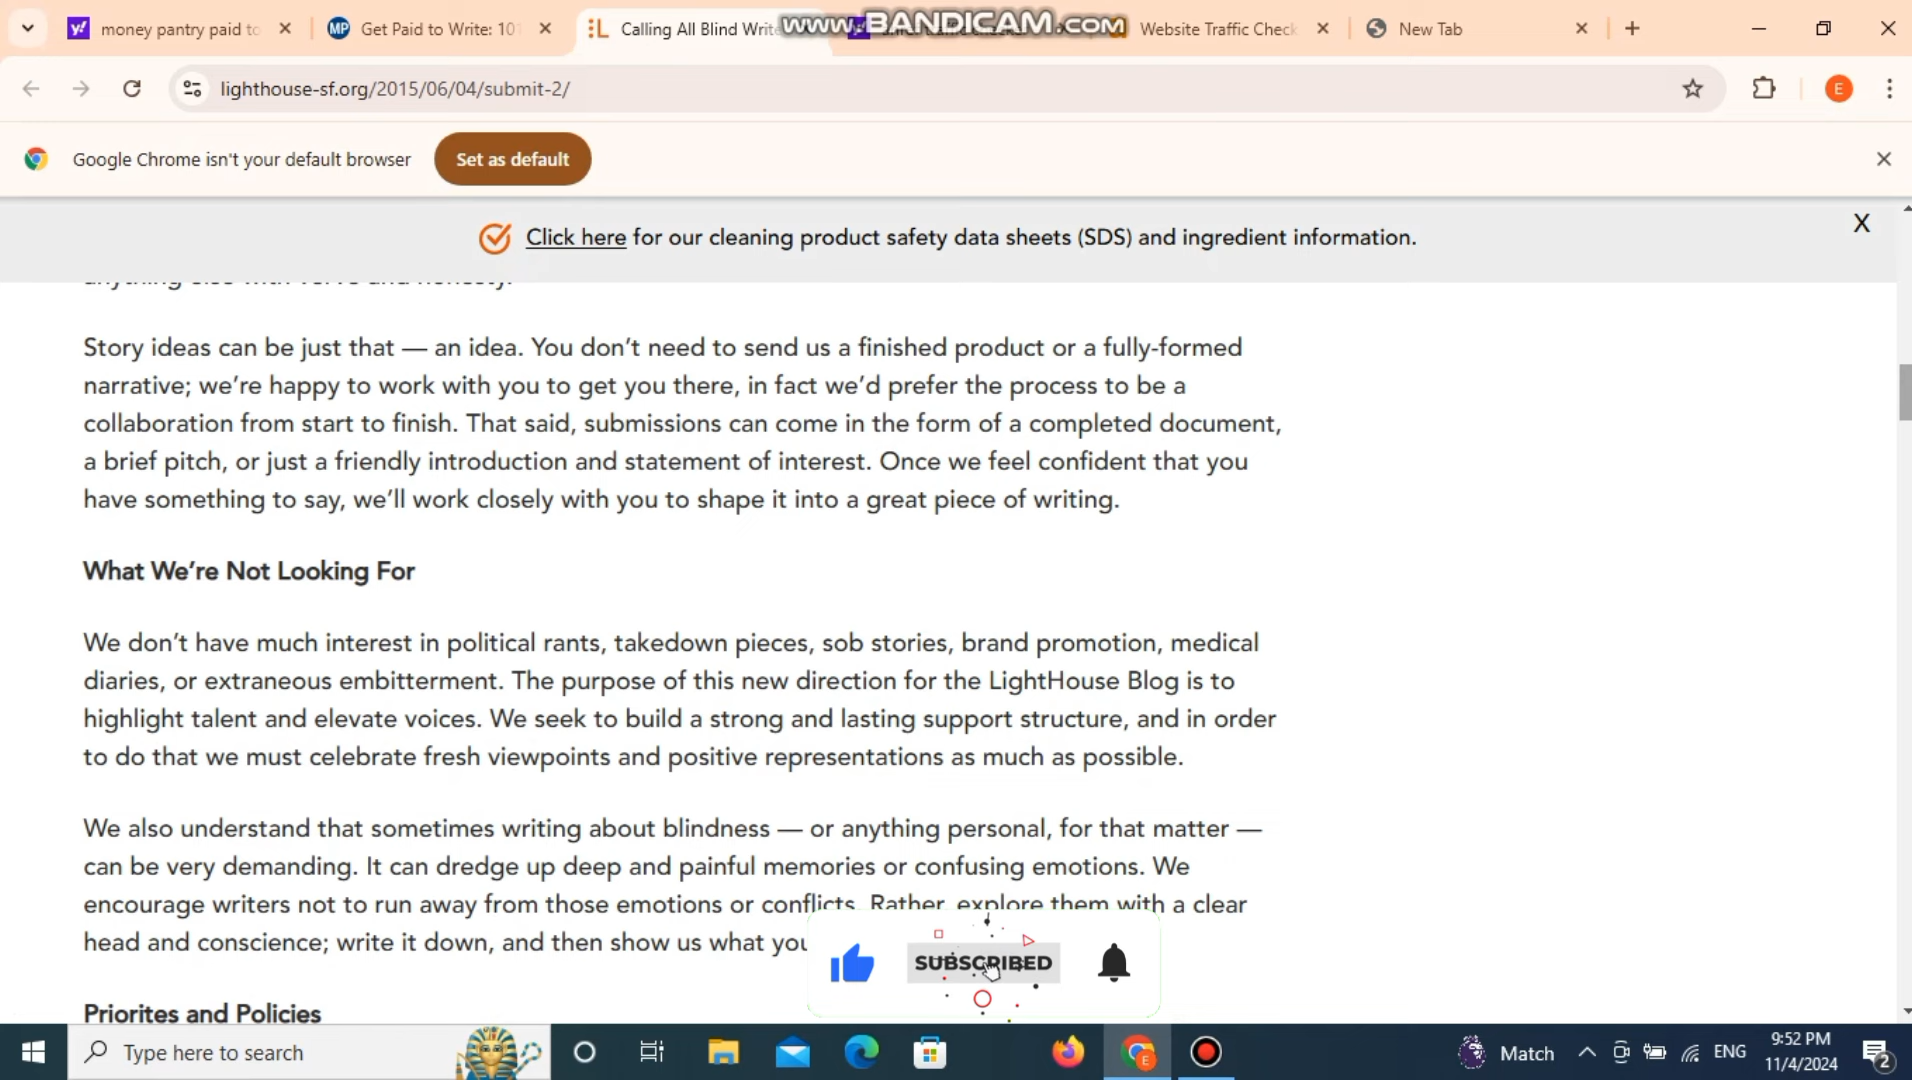 money pantry paid to
Get Paid to Write: 101
Calling All Blind Write
www.BANDICAM.com
Website Traffic Check
New Tab
lighthouse-sf.org/2015/06/04/submit-2/
E
Google Chrome isn't your default browser
Set as default
Click here for our cleaning product safety data sheets (SDS) and ingredient information.
X
anything else with verve and honesty.
Story ideas can be just that — an idea. You don't need to send us a finished product or a fully-formed
narrative; we're happy to work with you to get you there, in fact we'd prefer the process to be a
collaboration from start to finish. That said, submissions can come in the form of a completed document,
a brief pitch, or just a friendly introduction and statement of interest. Once we feel confident that you
have something to say, we'll work closely with you to shape it into a great piece of writing.
What We're Not Looking For
We don't have much interest in political rants, takedown pieces, sob stories, brand promotion, medical
diaries, or extraneous embitterment. The purpose of this new direction for the LightHouse Blog is to
highlight talent and elevate voices. We seek to build a strong and lasting support structure, and in order
to do that we must celebrate fresh viewpoints and positive representations as much as possible.
We also understand that sometimes writing about blindness — or anything personal, for that matter —
can be very demanding. It can dredge up deep and painful memories or confusing emotions. We
encourage writers not to run away from those emotions or conflicts. Rather, explore them with a clear
head and conscience; write it down, and then show us what you
SUBSCRIBED
Priorites and Policies
Type here to search
Match
ENG
9:52 PM
11/4/2024
2